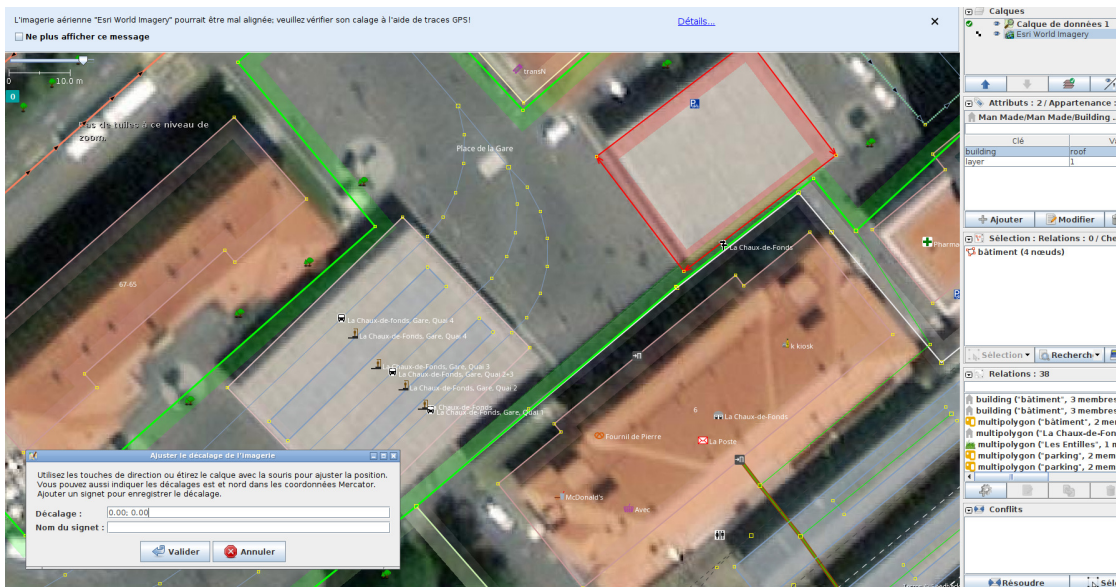 L'imagerie aérienne "Esri World Imagery" pourrait être mal alignée; veuillez vérifier son calage à l'aide de traces GPS!
Détails...
Ne plus afficher ce message
0
10.0 m
0
Pas de tuiles à ce niveau de
zoom.
transN
Place de la Gare
La Chaux-de-Fonds
67-65
La Chaux-de-fonds, Gare, Quai 4
La Chaux-de-Fonds, Gare, Quai 4
La Chaux-de-Fonds, Gare, Quai 3
La Chaux-de-Fonds, Gare, Quai 2+3
La Chaux-de-Fonds, Gare, Quai 2
La Chaux-de-Fonds, Gare, Quai 1
k kiosk
6
La Chaux-de-Fonds
Fournil de Pierre
La Poste
McDonald's
Avec
Pharma
P
P
Ajuster le décalage de l'imagerie
Utilisez les touches de direction ou étirez le calque avec la souris pour ajuster la position.
Vous pouvez aussi indiquer les décalages est et nord dans les coordonnées Mercator.
Ajouter un signet pour enregistrer le décalage.
Décalage :
0.00; 0.00
Nom du signet :
Valider
Annuler
Calques
Calque de données 1
Esri World Imagery
Attributs : 2 / Appartenance :
Man Made/Man Made/Building ..
Clé
Va
building
roof
layer
1
Ajouter
Modifier
Sélection : Relations : 0 / Che
bâtiment (4 nœuds)
Sélection
Recherch
Relations : 38
building ("bâtiment", 3 membres
building ("bâtiment", 3 membres
multipolygon ("bâtiment", 2 mem
multipolygon ("La Chaux-de-Fon
multipolygon ("Les Entilles", 1 m
multipolygon ("parking", 2 mem
multipolygon ("parking", 2 mem
Conflits
Résoudre
Sél